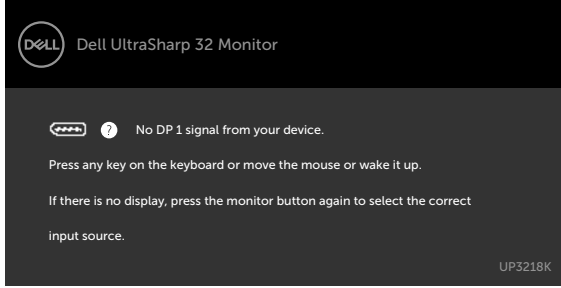 DELL
Dell UltraSharp 32 Monitor
? No DP 1 signal from your device.
Press any key on the keyboard or move the mouse or wake it up.
If there is no display, press the monitor button again to select the correct
input source.
UP3218K